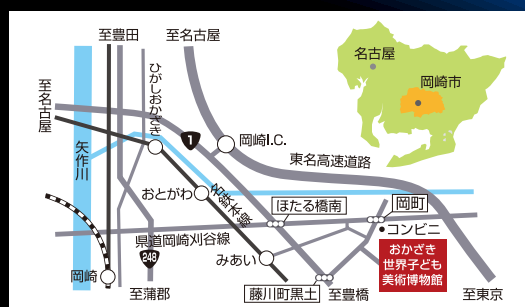 至豊田
至名古屋
名古屋
岡崎市
至名古屋
ひがしおかざき
1
岡崎I.C.
東名高速道路
矢作川
おとがわ
名鉄本線
ほたる橋南
岡町
コンビニ
県道岡崎刈谷線
248
みあい
おかざき
世界子ども
美術博物館
岡崎
至蒲郡
藤川町黒土
至豊橋
至東京